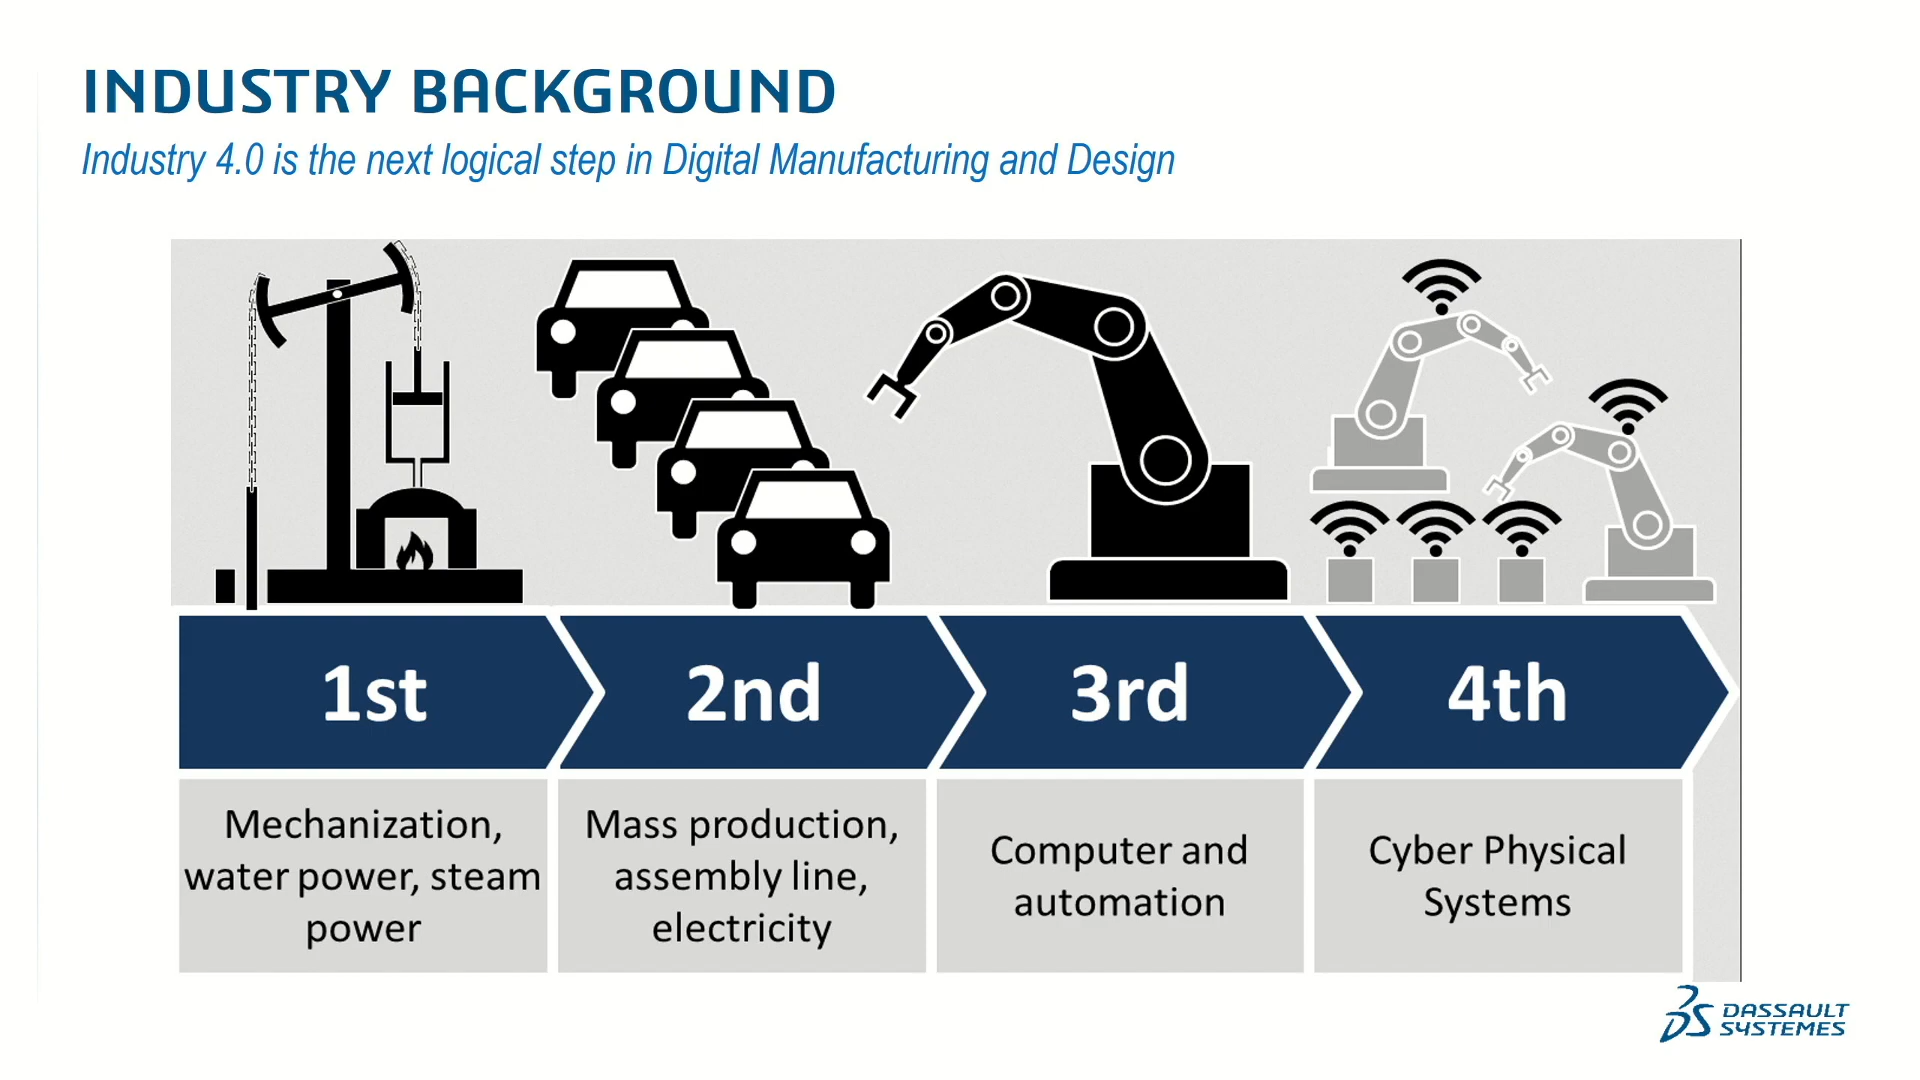 INDUSTRY BACKGROUND
Industry 4.0 is the next logical step in Digital Manufacturing and Design
1st
2nd
3rd
4th
Mechanization,
water power, steam
power
Mass production,
assembly line,
electricity
Computer and
automation
Cyber Physical
Systems
DASSAULT
SYSTEMES